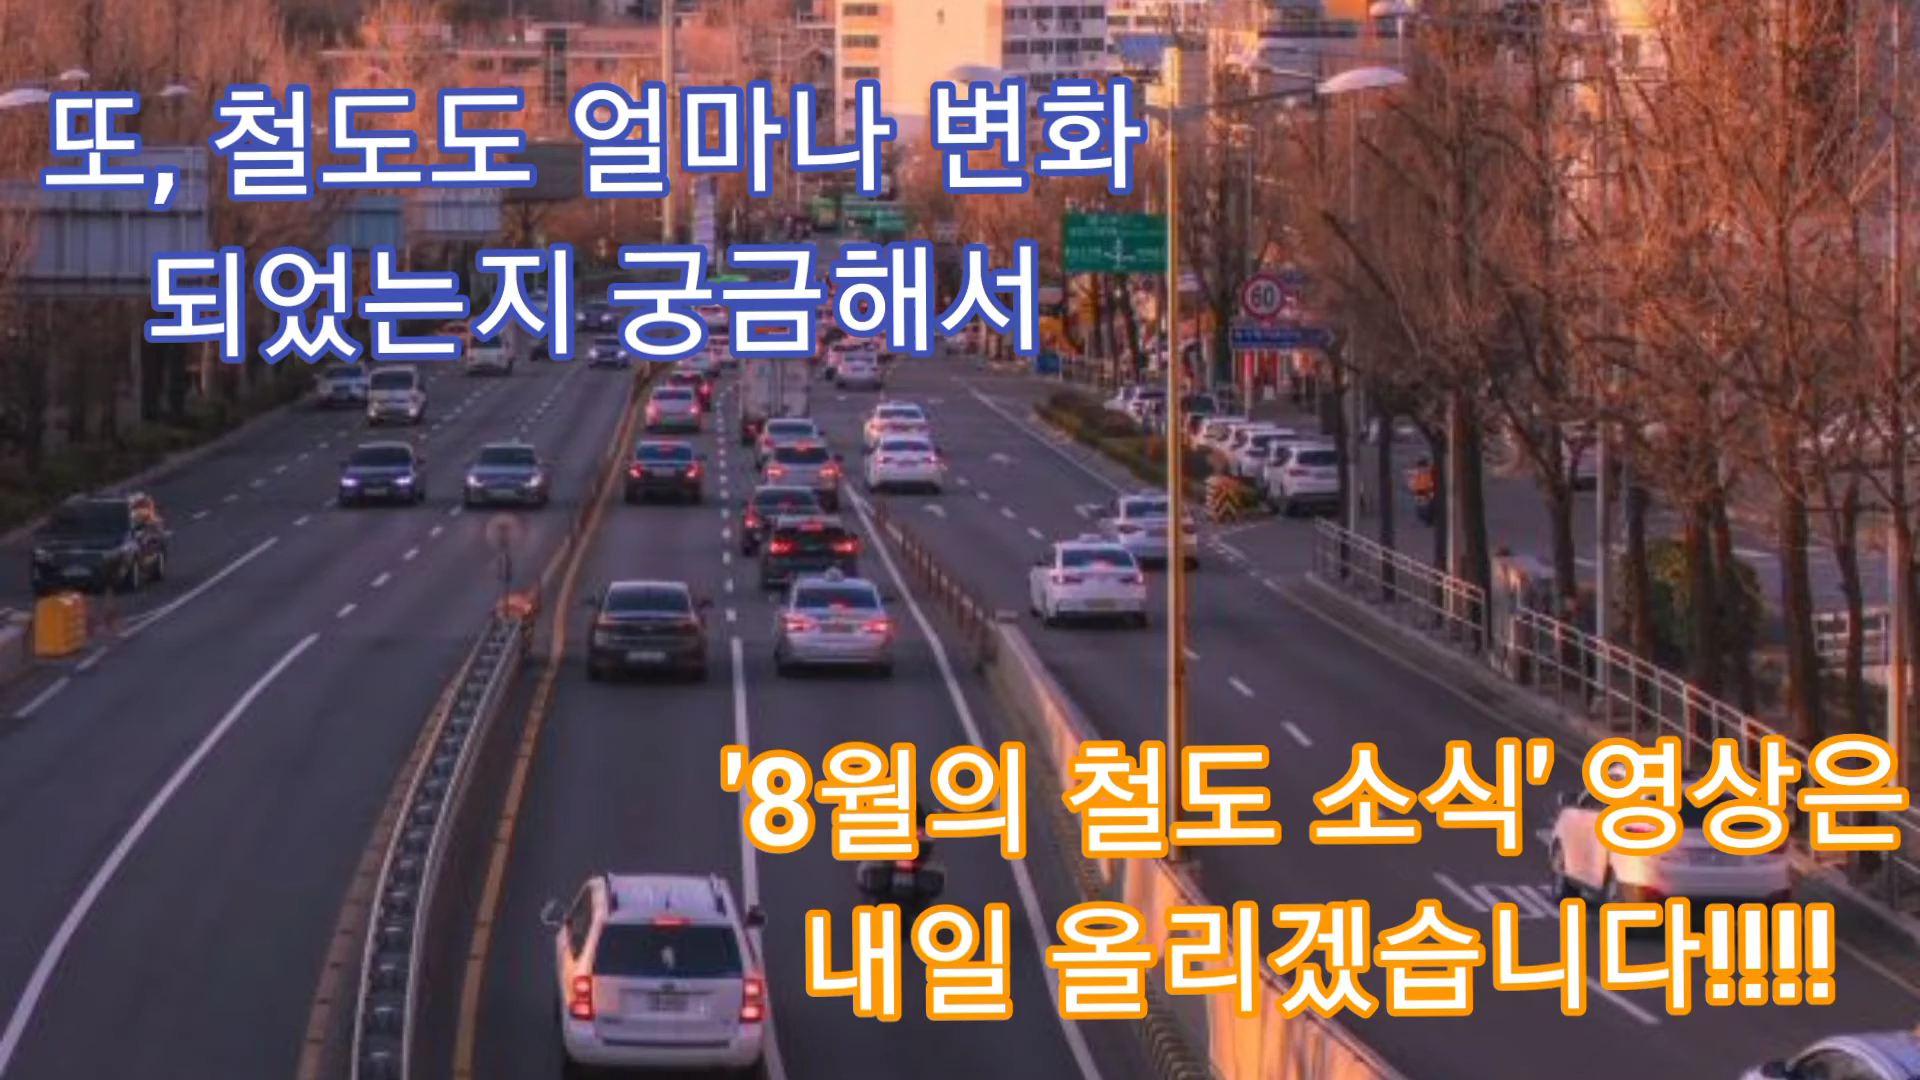 또, 철도도 얼마나 변화
되었는지 궁금해서
60
'8월의 철도 소식' 영상은
내일 올리겠습니다!!!!